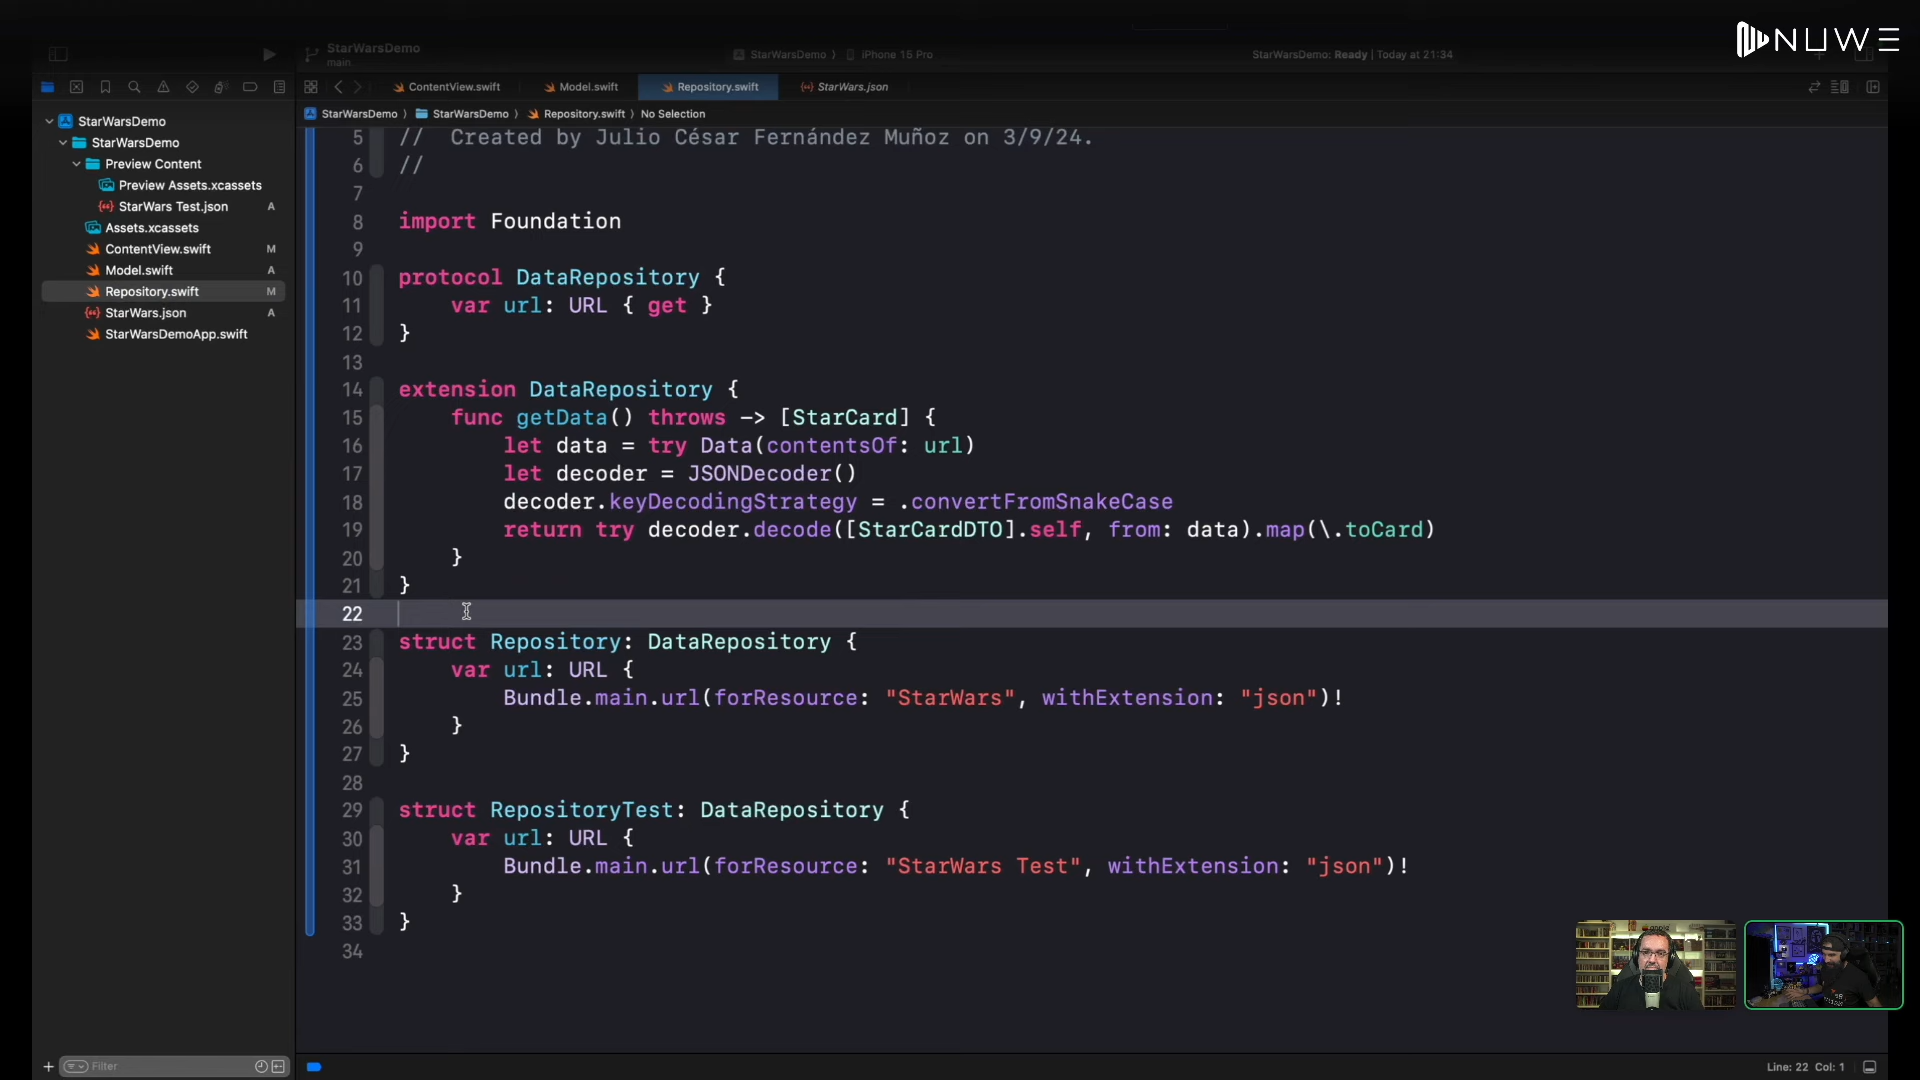 NUWE
StarWarsDemo
main
StarWarsDemo
iPhone 15 Pro
StarWarsDemo: Ready | Today at 21:34
ContentView.swift
Model.swift
Repository.swift
StarWars.json
StarWarsDemo
StarWarsDemo
Repository.swift
No Selection
StarWarsDemo
StarWarsDemo
Preview Content
Preview Assets.xcassets
StarWars Test.json A
Assets.xcassets
ContentView.swift M
Model.swift A
Repository.swift M
StarWars.json A
StarWarsDemoApp.swift
5 // Created by Julio César Fernández Muñoz on 3/9/24.
6 //
7
8 import Foundation
9
10 protocol DataRepository {
11 var url: URL { get }
12 }
13
14 extension DataRepository {
15 func getData() throws -> [StarCard] {
16 let data = try Data(contentsOf: url)
17 let decoder = JSONDecoder()
18 decoder.keyDecodingStrategy = .convertFromSnakeCase
19 return try decoder.decode([StarCardDTO].self, from: data).map(\.toCard)
20 }
21 }
22
23 struct Repository: DataRepository {
24 var url: URL {
25 Bundle.main.url(forResource: "StarWars", withExtension: "json")!
26 }
27 }
28
29 struct RepositoryTest: DataRepository {
30 var url: URL {
31 Bundle.main.url(forResource: "StarWars Test", withExtension: "json")!
32 }
33 }
34
Filter
Line: 22 Col: 1